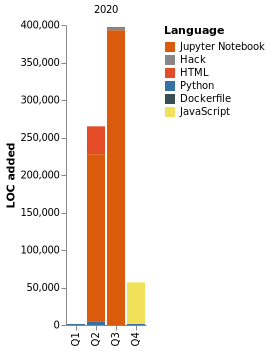 2020
Language
Jupyter Notebook
Hack
HTML
Python
Dockerfile
JavaScript
LOC added
400,000
350,000
300,000
250,000
200,000
150,000
100,000
50,000
0
Q1
Q2
Q3
Q4